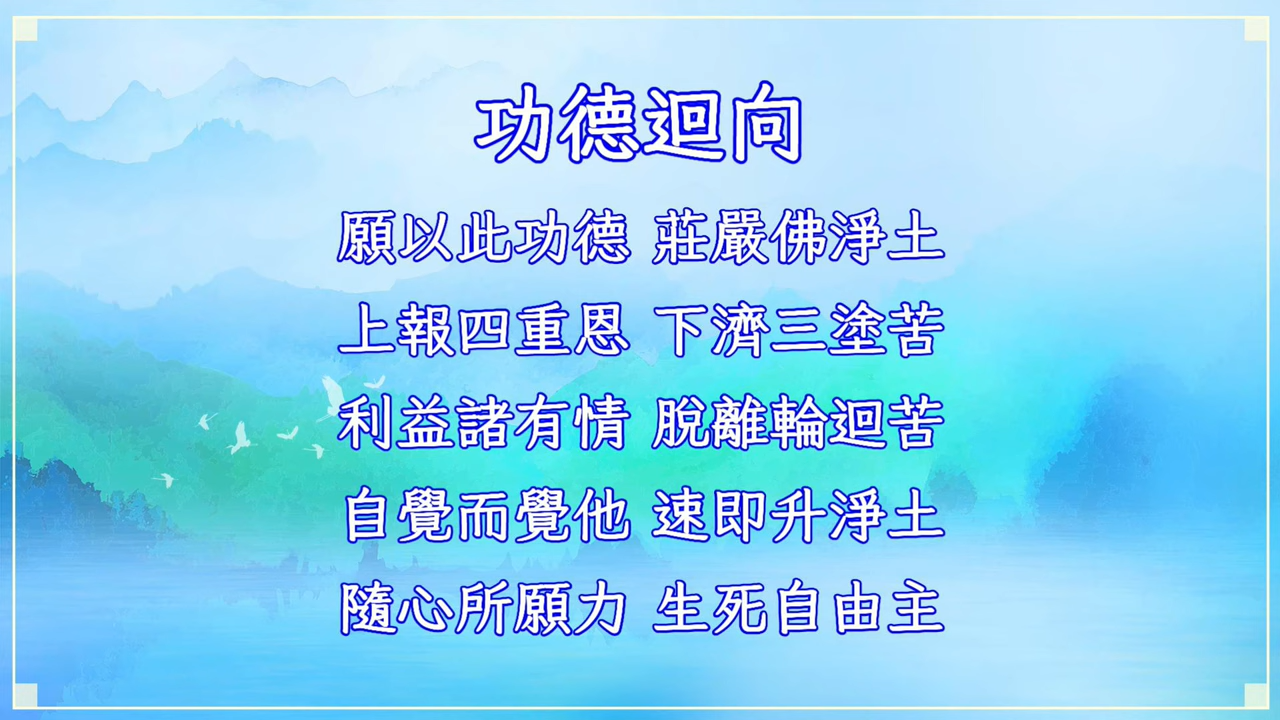 功德迴向
願以此功德 莊嚴佛淨土
上報四重恩 下濟三塗苦
利益諸有情 脫離輪迴苦
自覺而覺他 速即升淨土
隨心所願力 生死自由主